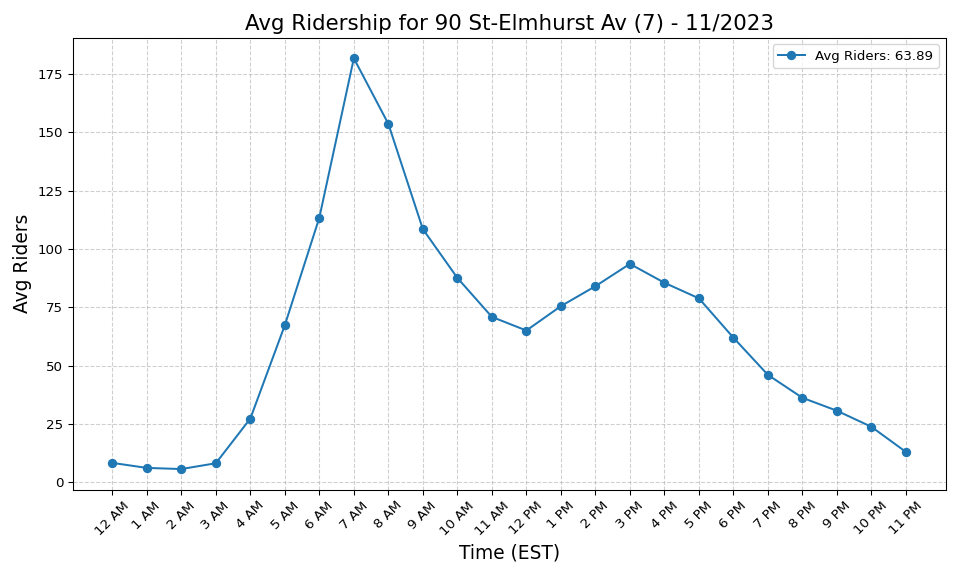 Avg Ridership for 90 St-Elmhurst Av (7) - 11/2023
Avg Riders: 63.89
Avg Riders
175
150
125
100
75
50
25
0
12 AM
1 AM
2 AM
3 AM
4 AM
5 AM
6 AM
7 AM
8 AM
9 AM
10 AM
11 AM
12 PM
1 PM
2 PM
3 PM
4 PM
5 PM
6 PM
7 PM
8 PM
9 PM
10 PM
11 PM
Time (EST)